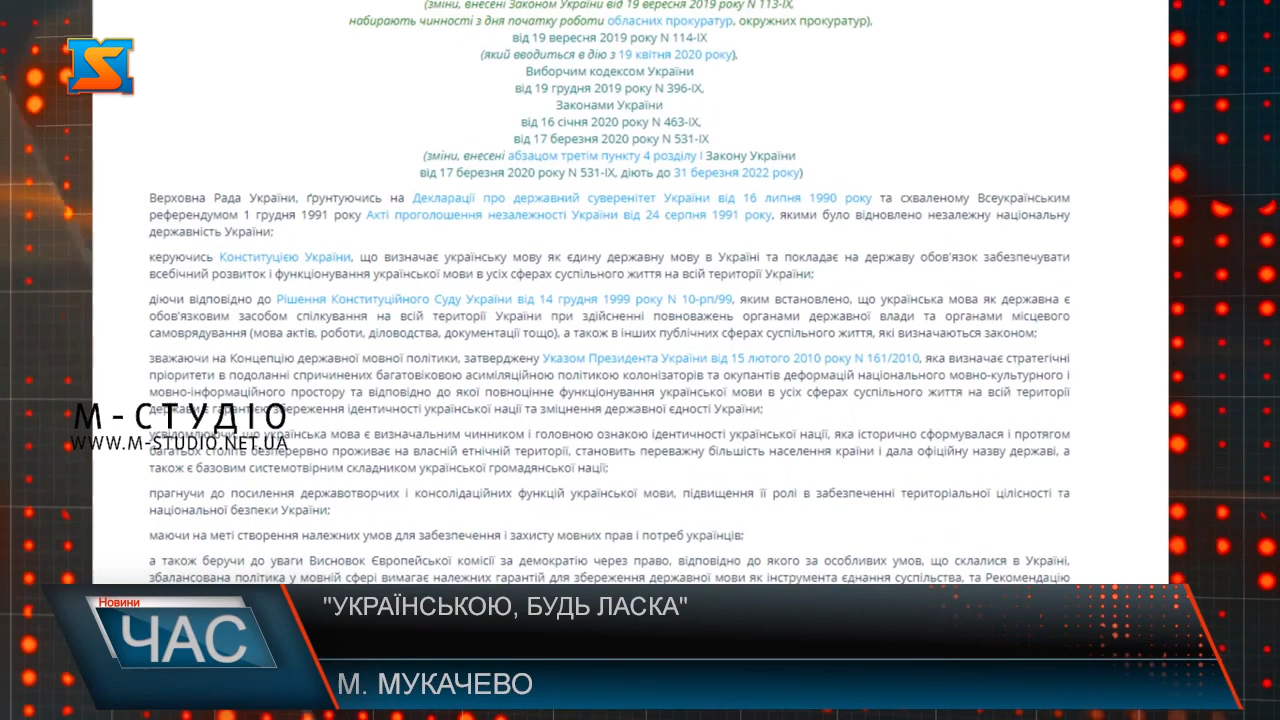 (зміни, внесені Законом України від 19 вересня 2019 року N 113-IX,
набирають чинності з дня початку роботи обласних прокуратур, окружних прокуратур),
від 19 вересня 2019 року N 114-IX
(який вводиться в дію з 19 квітня 2020 року),
Виборчим кодексом України
від 19 грудня 2019 року N 396-IX,
Законами України
від 16 січня 2020 року N 463-IX,
від 17 березня 2020 року N 531-IX
(зміни, внесені абзацом третім пункту 4 розділу I Закону України
від 17 березня 2020 року N 531-IX, діють до 31 березня 2022 року)
Верховна Рада України, ґрунтуючись на Декларації про державний суверенітет України від 16 липня 1990 року та схваленому Всеукраїнським
референдумом 1 грудня 1991 року Акті проголошення незалежності України від 24 серпня 1991 року, якими було відновлено незалежну національну
державність України;
керуючись Конституцією України, що визначає українську мову як єдину державну мову в Україні та покладає на державу обов'язок забезпечувати
всебічний розвиток і функціонування української мови в усіх сферах суспільного життя на всій території України;
діючи відповідно до Рішення Конституційного Суду України від 14 грудня 1999 року N 10-рп/99, яким встановлено, що українська мова як державна є
обов'язковим засобом спілкування на всій території України при здійсненні повноважень органами державної влади та органами місцевого
самоврядування (мова актів, роботи, діловодства, документації тощо), а також в інших публічних сферах суспільного життя, які визначаються законом;
зважаючи на Концепцію державної мовної політики, затверджену Указом Президента України від 15 лютого 2010 року N 161/2010, яка визначає стратегічні
пріоритети в подоланні спричинених багатовіковою асиміляційною політикою колонізаторів та окупантів деформацій національного мовно-культурного і
мовно-інформаційного простору та відповідно до якої повноцінне функціонування української мови в усіх сферах суспільного життя на всій території
держави є гарантією збереження ідентичності української нації та зміцнення державної єдності України;
М-СТУДІО
WWW.M-STUDIO.NET.UA
усвідомлюючи, що українська мова є визначальним чинником і головною ознакою ідентичності української нації, яка історично сформувалася і протягом
багатьох століть безперервно проживає на власній етнічній території, становить переважну більшість населення країни і дала офіційну назву державі, а
також є базовим системотвірним складником української громадянської нації;
прагнучи до посилення державотворчих і консолідаційних функцій української мови, підвищення її ролі в забезпеченні територіальної цілісності та
національної безпеки України;
маючи на меті створення належних умов для забезпечення і захисту мовних прав і потреб українців;
а також беручи до уваги Висновок Європейської комісії за демократію через право, відповідно до якого за особливих умов, що склалися в Україні,
збалансована політика у мовній сфері вимагає належних гарантій для збереження державної мови як інструмента єднання суспільства, та Рекомендацію
Новини
ЧАС
"УКРАЇНСЬКОЮ, БУДЬ ЛАСКА"
М. МУКАЧЕВО